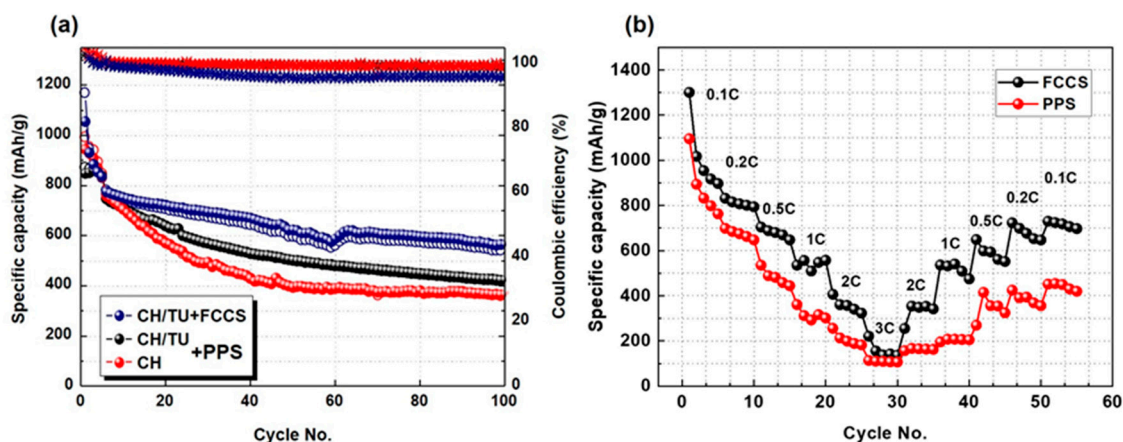 (a)
Specific capacity (mAh/g)
1200
1000
800
600
400
200
0
CH/TU+FCCS
CH/TU
CH
+PPS
0
20
40
60
80
100
Cycle No.
100
80
60
40
20
0
Coulombic efficiency (%)
(b)
Specific capacity (mAh/g)
1400
1300
1200
1000
800
600
400
200
0
FCCS
PPS
0.1C
0.2C
0.5C
1C
2C
3C
2C
1C
0.5C
0.2C
0.1C
0
10
20
30
40
50
60
Cycle No.